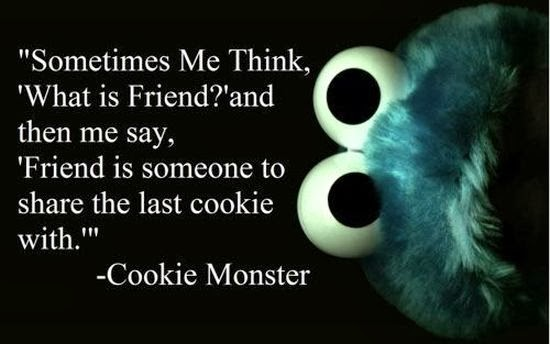 "Sometimes Me Think,
'What is Friend?'and
then me say,
'Friend is someone to
share the last cookie
with.'"
-Cookie Monster